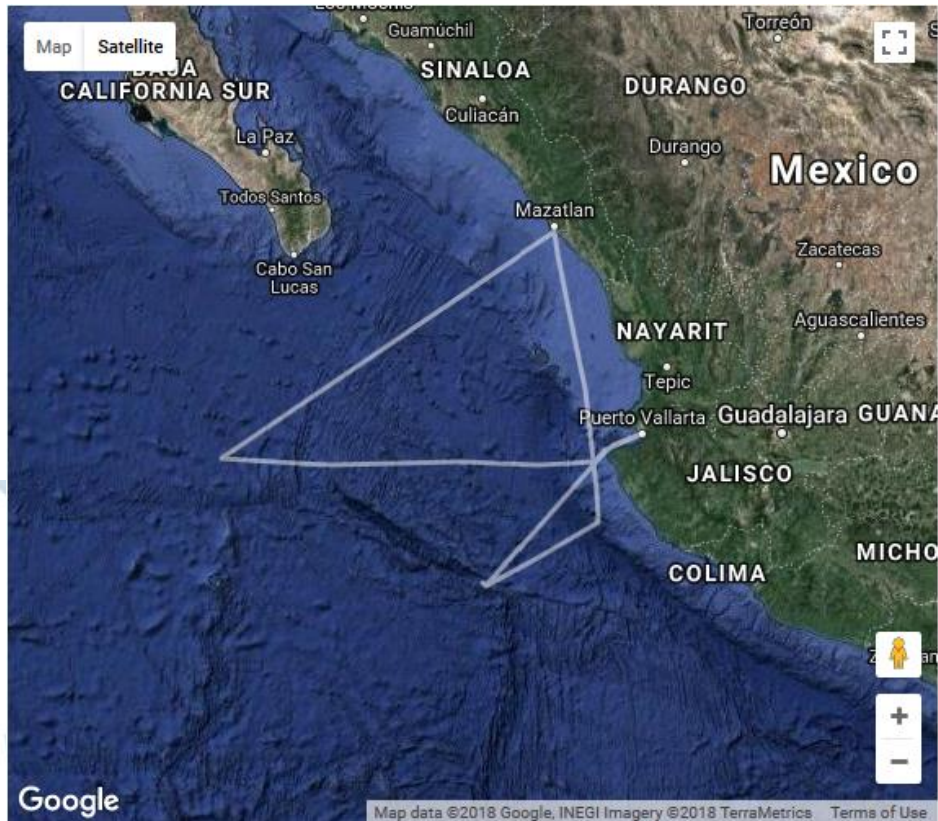 Map
Satellite
Guamúchil
Torreón
BAJA
CALIFORNIA SUR
SINALOA
DURANGO
Culiacán
La Paz
Durango
Mexico
Todos Santos
Mazatlan
Zacatecas
Cabo San
Lucas
NAYARIT
Aguascalientes
Tepic
Puerto Vallarta
Guadalajara
GUANA
JALISCO
MICHO
COLIMA
Google
Map data ©2018 Google, INEGI Imagery ©2018 TerraMetrics
Terms of Use